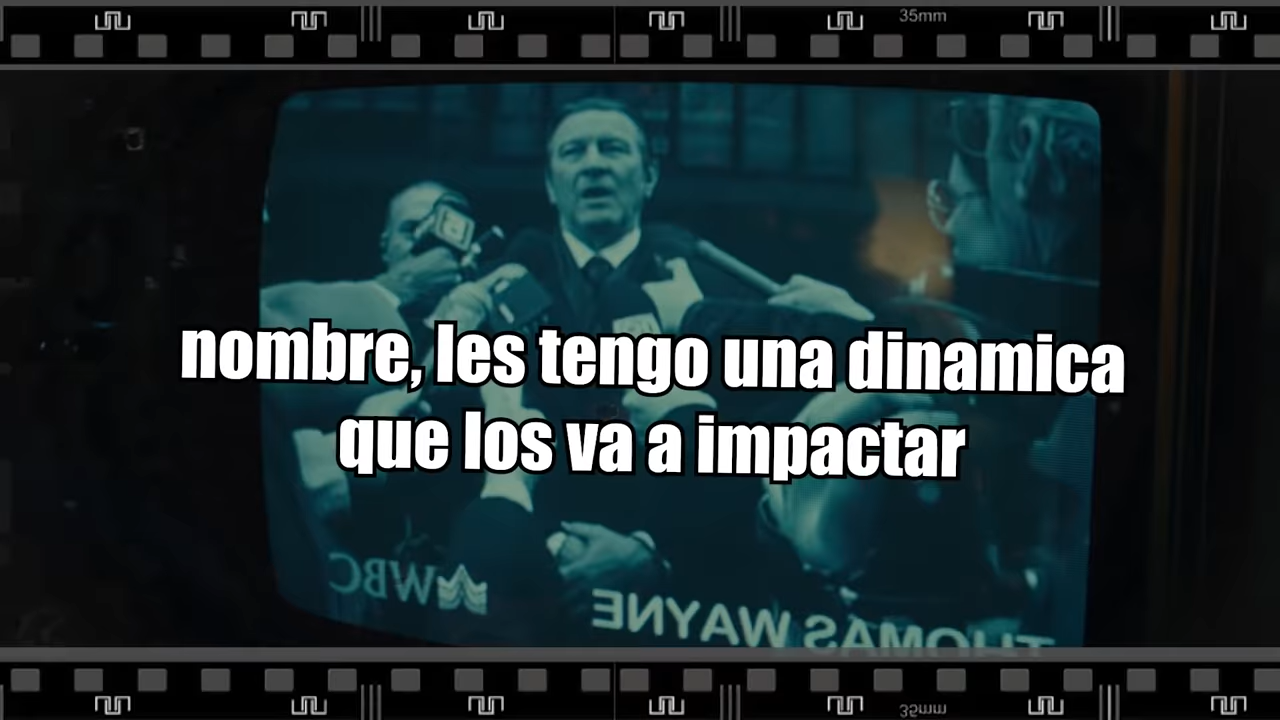 35mm
nombre, les tengo una dinamica
que los va a impactar
WBC
THOMAS WAYNE
35mm